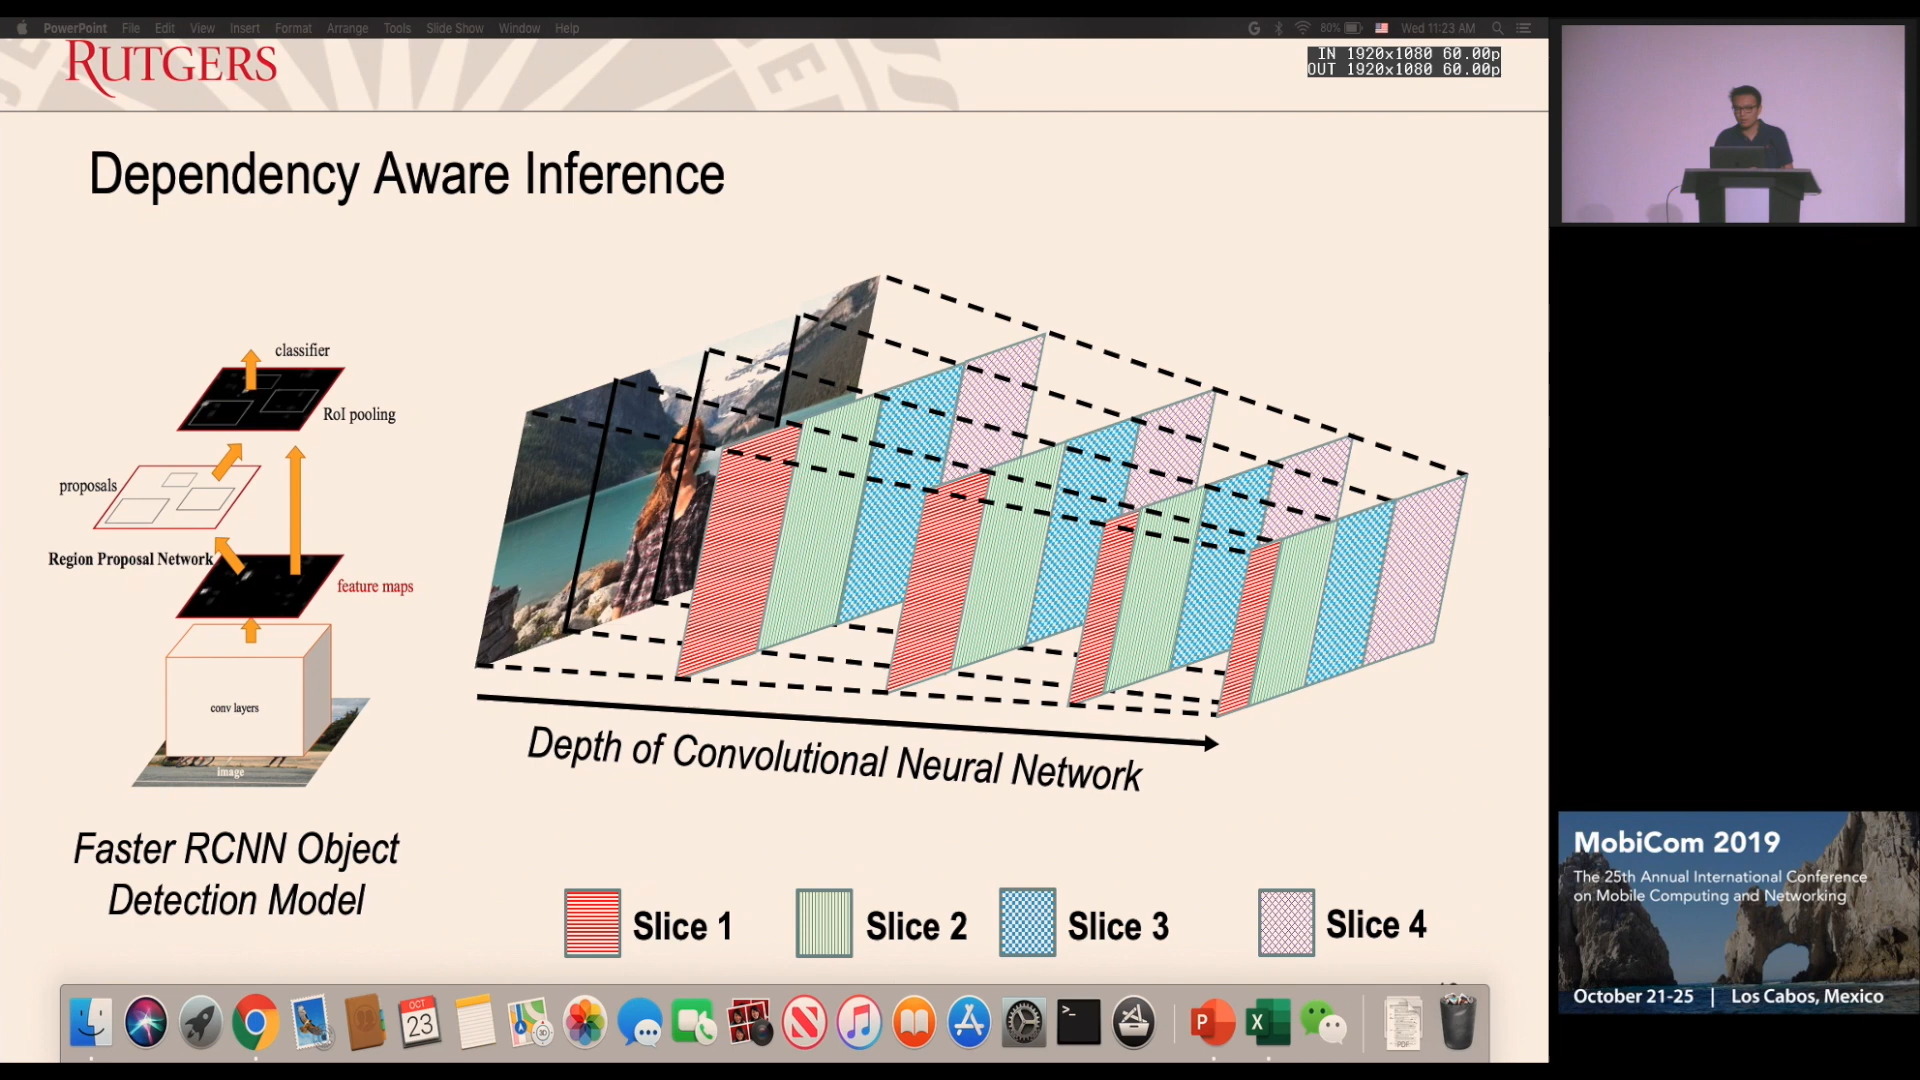 PowerPoint File Edit View Insert Format Arrange Tools Slide Show Window Help
80% Wed 11:23 AM
RUTGERS
IN 1920x1080 60.00p
OUT 1920x1080 60.00p
Dependency Aware Inference
classifier
RoI pooling
proposals
Region Proposal Network
feature maps
conv layers
image
Faster RCNN Object
Detection Model
Depth of Convolutional Neural Network
Slice 1
Slice 2
Slice 3
Slice 4
OCT
23
MobiCom 2019
The 25th Annual International Conference
on Mobile Computing and Networking
October 21-25 | Los Cabos, Mexico